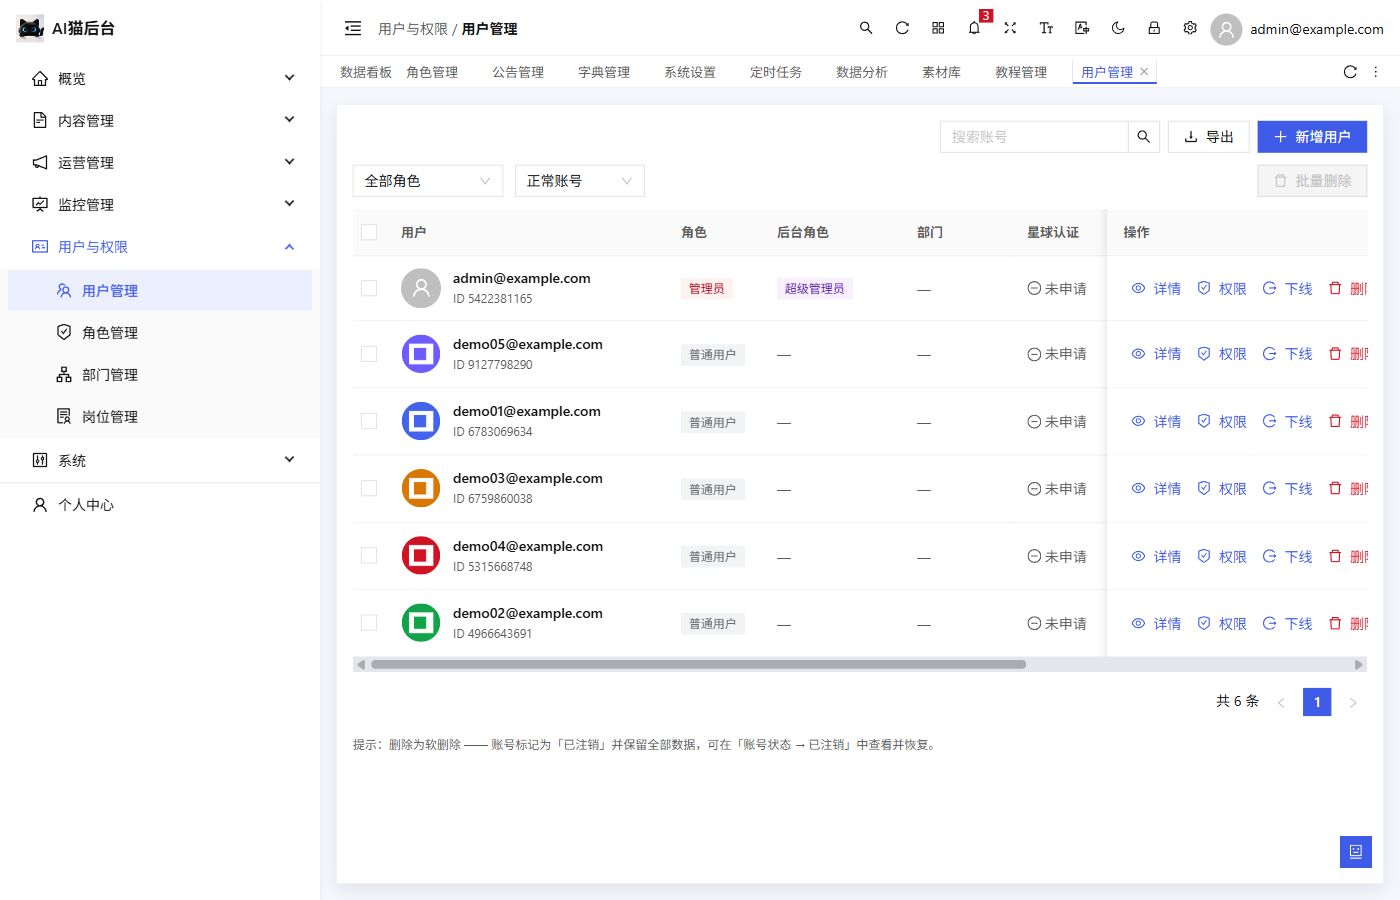 AI猫后台
概览
内容管理
运营管理
监控管理
用户与权限
用户管理
角色管理
部门管理
岗位管理
系统
个人中心
用户与权限 / 用户管理
3
admin@example.com
数据看板 角色管理 公告管理 字典管理 系统设置 定时任务 数据分析 素材库 教程管理 用户管理
搜索账号 导出 新增用户
全部角色 正常账号 批量删除
用户 角色 后台角色 部门 星球认证 操作
admin@example.com
ID 5422381165
管理员 超级管理员 — 未申请 详情 权限 下线 删
demo05@example.com
ID 9127798290
普通用户 — — 未申请 详情 权限 下线 删
demo01@example.com
ID 6783069634
普通用户 — — 未申请 详情 权限 下线 删
demo03@example.com
ID 6759860038
普通用户 — — 未申请 详情 权限 下线 删
demo04@example.com
ID 5315668748
普通用户 — — 未申请 详情 权限 下线 删
demo02@example.com
ID 4966643691
普通用户 — — 未申请 详情 权限 下线 删
共 6 条 1
提示：删除为软删除 —— 账号标记为「已注销」并保留全部数据，可在「账号状态 → 已注销」中查看并恢复。